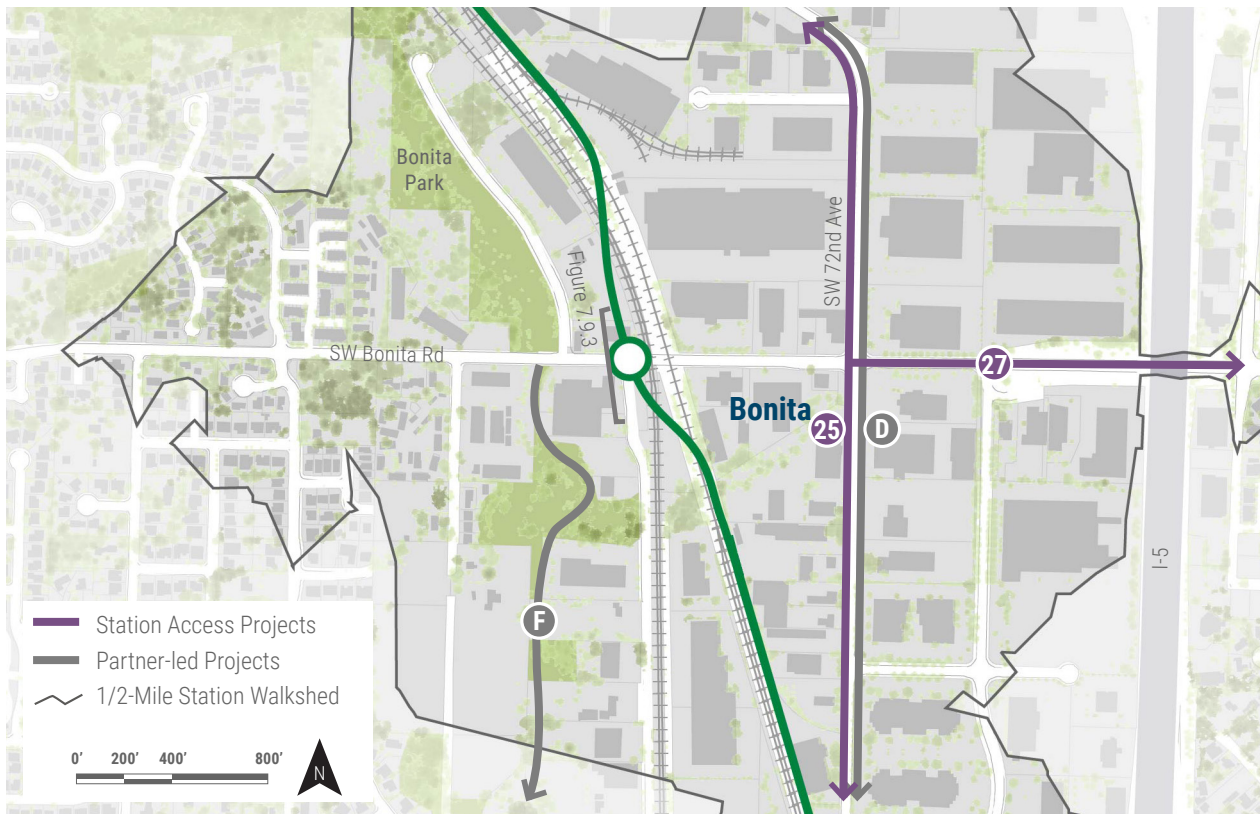 Bonita
Park
Figure 7.9.3
SW 72nd Ave
SW Bonita Rd
27
Bonita
25
D
I-5
F
Station Access Projects
Partner-led Projects
1/2-Mile Station Walkshed
0’ 200’ 400’ 800’
N